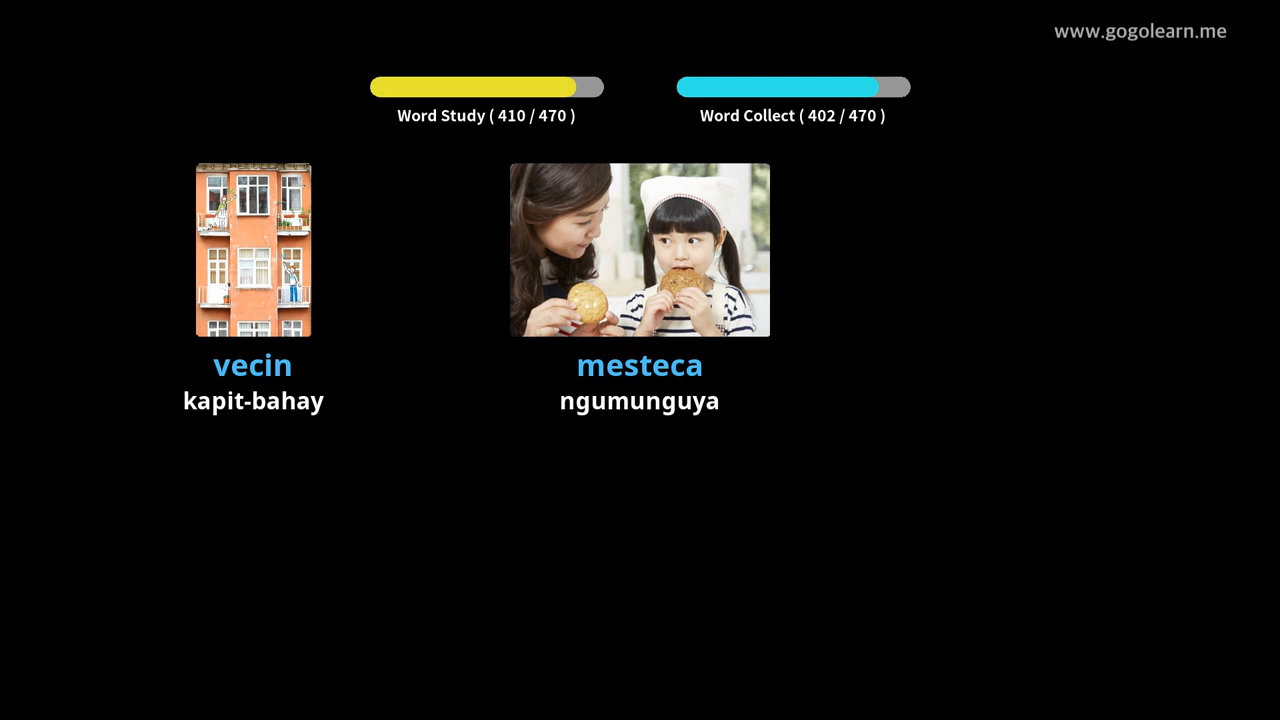 www.gogolearn.me
Word Study ( 410 / 470 )
Word Collect ( 402 / 470 )
vecin
kapit-bahay
mesteca
ngumunguya